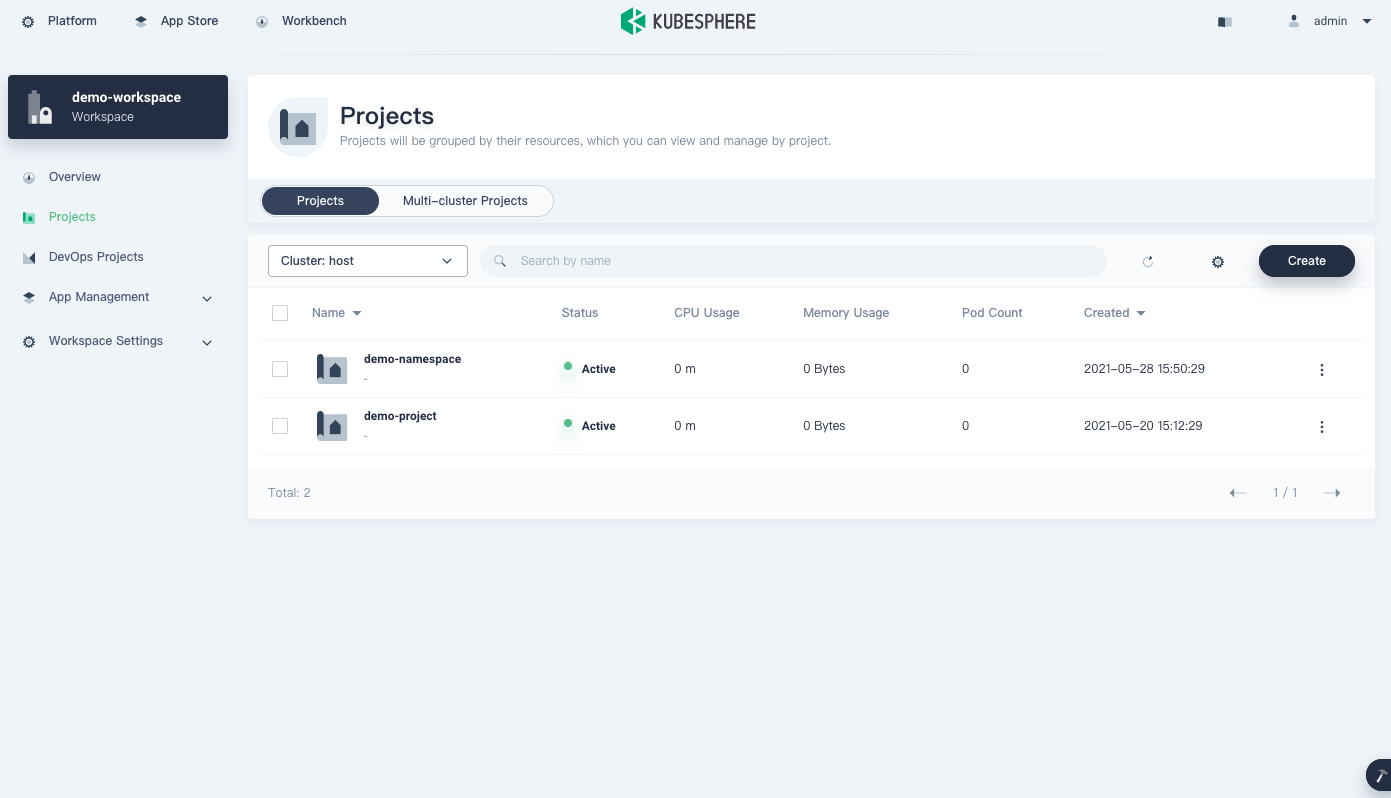 Platform App Store Workbench KUBESPHERE admin
demo-workspace
Workspace
Overview
Projects
DevOps Projects
App Management
Workspace Settings
Projects
Projects will be grouped by their resources, which you can view and manage by project.
Projects Multi-cluster Projects
Cluster: host Search by name Create
Name Status CPU Usage Memory Usage Pod Count Created
demo-namespace
-
Active 0 m 0 Bytes 0 2021-05-28 15:50:29
demo-project
-
Active 0 m 0 Bytes 0 2021-05-20 15:12:29
Total: 2 1 / 1